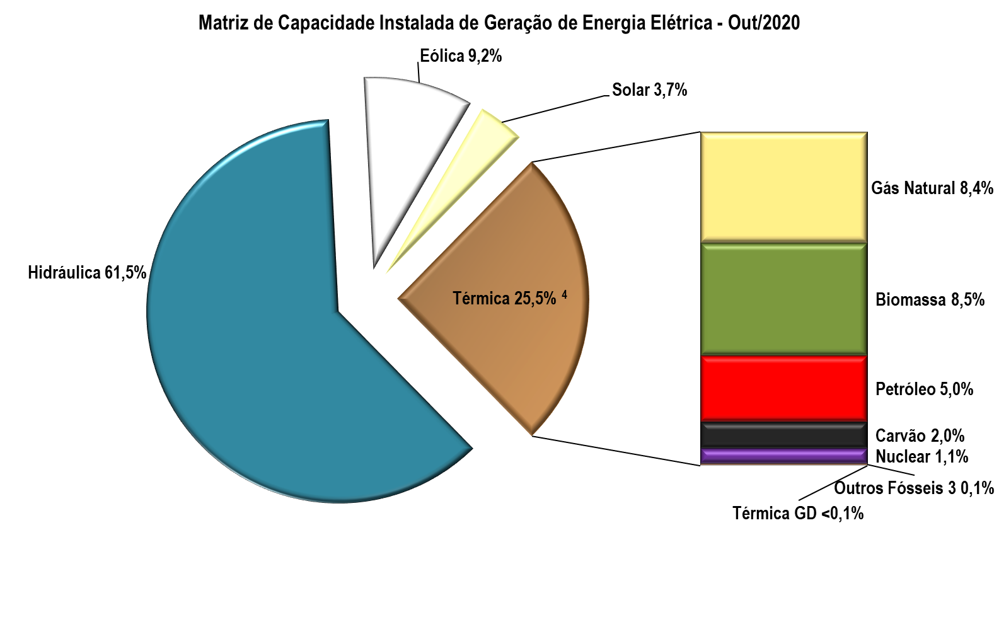 Matriz de Capacidade Instalada de Geração de Energia Elétrica - Out/2020
Eólica 9,2%
Solar 3,7%
Gás Natural 8,4%
Hidráulica 61,5%
Térmica 25,5% 4
Biomassa 8,5%
Petróleo 5,0%
Carvão 2,0%
Nuclear 1,1%
Outros Fósseis 3 0,1%
Térmica GD <0,1%